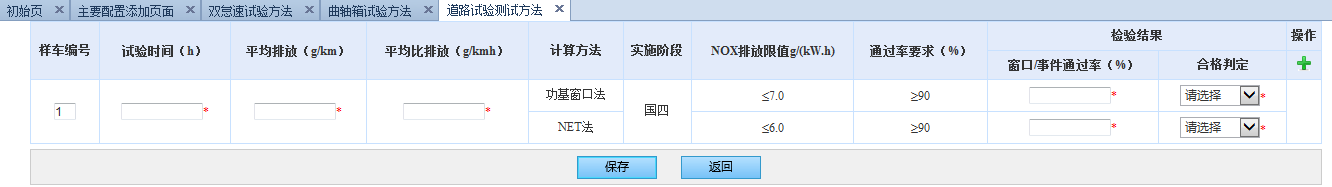 初始页 主要配置添加页面 双怠速试验方法 曲轴箱试验方法 道路试验测试方法
样车编号 试验时间（h） 平均排放（g/km） 平均比排放（g/kmh） 计算方法 实施阶段 NOX排放限值g/(kW.h) 通过率要求（%） 检验结果 操作
窗口/事件通过率（%） 合格判定
1 * * * 功基窗口法 国四 ≤7.0 ≥90 * 请选择 *
NET法 ≤6.0 ≥90 * 请选择 *
保存 返回